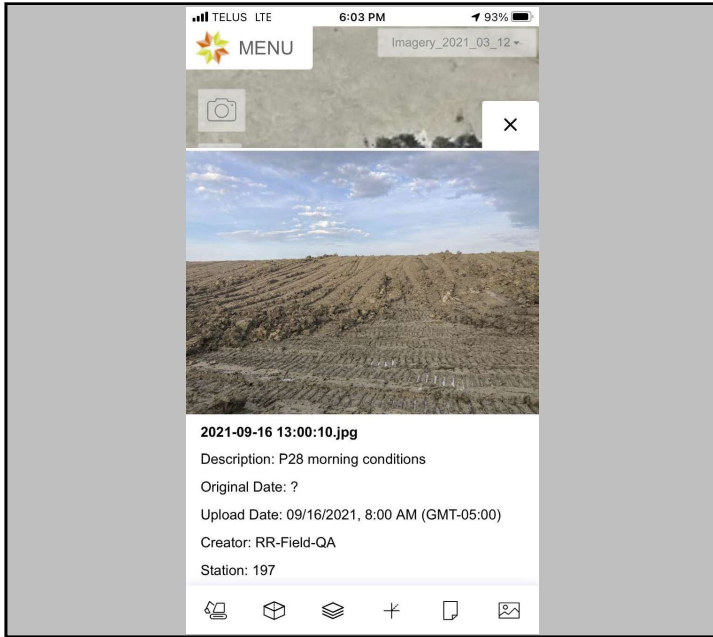 TELUS LTE 6:03 PM 93%
MENU Imagery_2021_03_12
2021-09-16 13:00:10.jpg
Description: P28 morning conditions
Original Date: ?
Upload Date: 09/16/2021, 8:00 AM (GMT-05:00)
Creator: RR-Field-QA
Station: 197